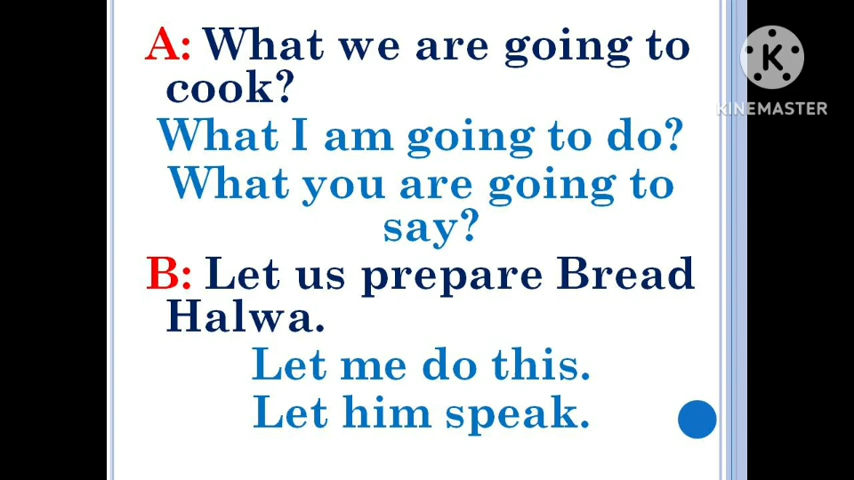 A: What we are going to
cook?
What I am going to do?
What you are going to
say?
B: Let us prepare Bread
Halwa.
Let me do this.
Let him speak.
K
KINEMASTER